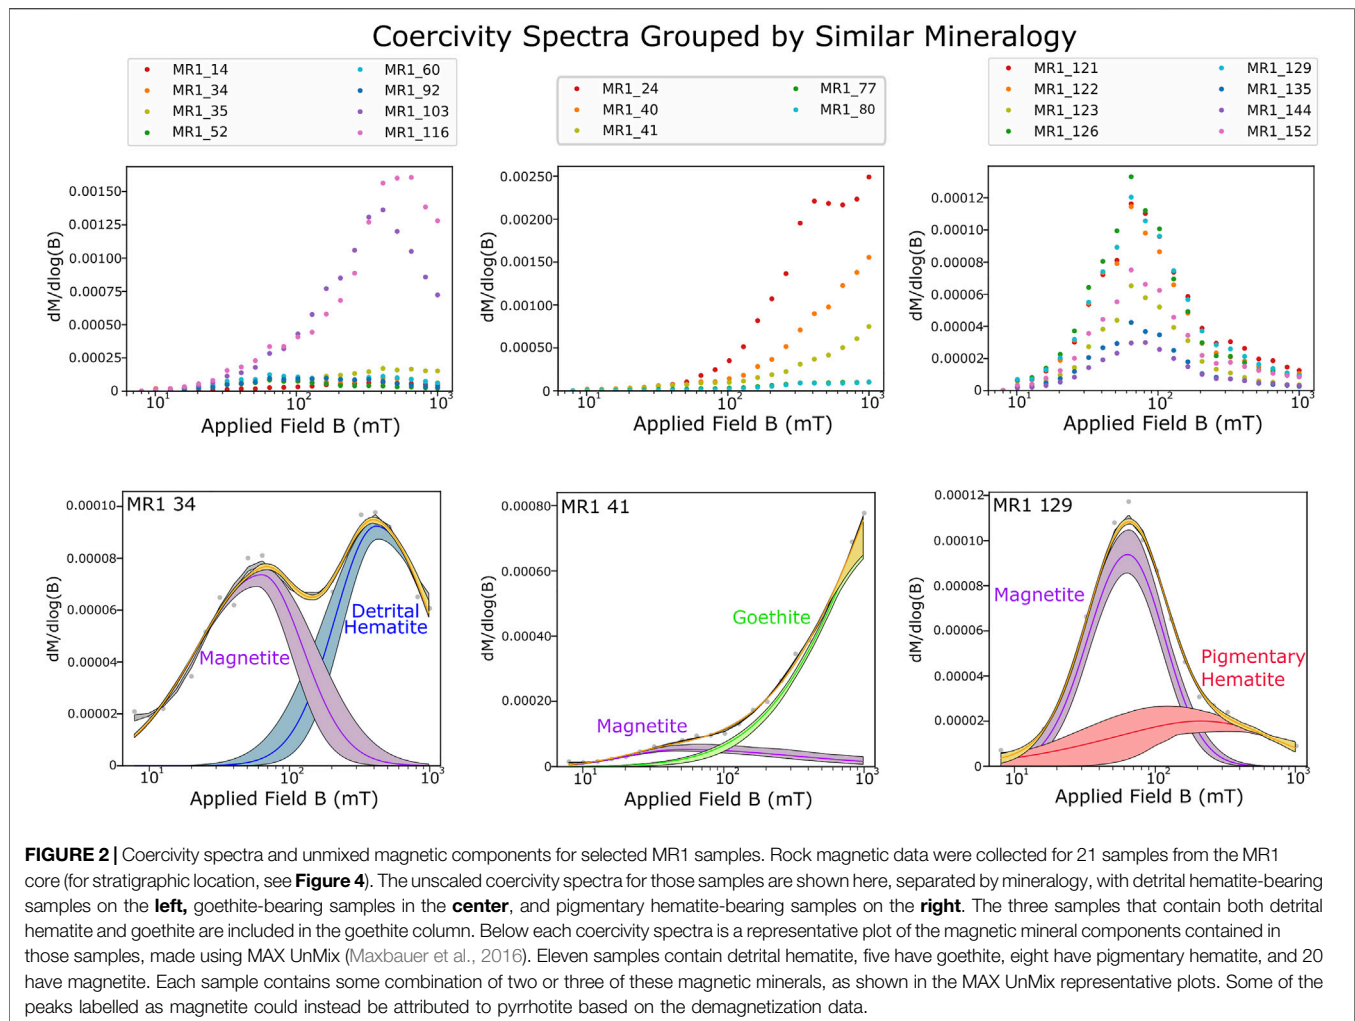 Coercivity Spectra Grouped by Similar Mineralogy
MR1_14 MR1_60
MR1_34 MR1_92
MR1_35 MR1_103
MR1_52 MR1_116
MR1_24 MR1_77
MR1_40 MR1_80
MR1_41
MR1_121 MR1_129
MR1_122 MR1_135
MR1_123 MR1_144
MR1_126 MR1_152
dM/dlog(B)
0.00150
0.00125
0.00100
0.00075
0.00050
0.00025
0
10¹ 10² 10³
Applied Field B (mT)
dM/dlog(B)
0.00250
0.00200
0.00150
0.00100
0.00050
0
10¹ 10² 10³
Applied Field B (mT)
dM/dlog(B)
0.00012
0.00010
0.00008
0.00006
0.00004
0.00002
0
10¹ 10² 10³
Applied Field B (mT)
MR1 34
dM/dlog(B)
0.00010
0.00008
0.00006
0.00004
0.00002
0
Detrital
Hematite
Magnetite
10¹ 10² 10³
Applied Field B (mT)
MR1 41
dM/dlog(B)
0.00080
0.00060
0.00040
0.00020
0
Goethite
Magnetite
10¹ 10² 10³
Applied Field B (mT)
MR1 129
dM/dlog(B)
0.00012
0.00010
0.00008
0.00006
0.00004
0.00002
0
Magnetite
Pigmentary
Hematite
10¹ 10² 10³
Applied Field B (mT)
FIGURE 2 | Coercivity spectra and unmixed magnetic components for selected MR1 samples. Rock magnetic data were collected for 21 samples from the MR1
core (for stratigraphic location, see Figure 4). The unscaled coercivity spectra for those samples are shown here, separated by mineralogy, with detrital hematite-bearing
samples on the left, goethite-bearing samples in the center, and pigmentary hematite-bearing samples on the right. The three samples that contain both detrital
hematite and goethite are included in the goethite column. Below each coercivity spectra is a representative plot of the magnetic mineral components contained in
those samples, made using MAX UnMix (Maxbauer et al., 2016). Eleven samples contain detrital hematite, five have goethite, eight have pigmentary hematite, and 20
have magnetite. Each sample contains some combination of two or three of these magnetic minerals, as shown in the MAX UnMix representative plots. Some of the
peaks labelled as magnetite could instead be attributed to pyrrhotite based on the demagnetization data.